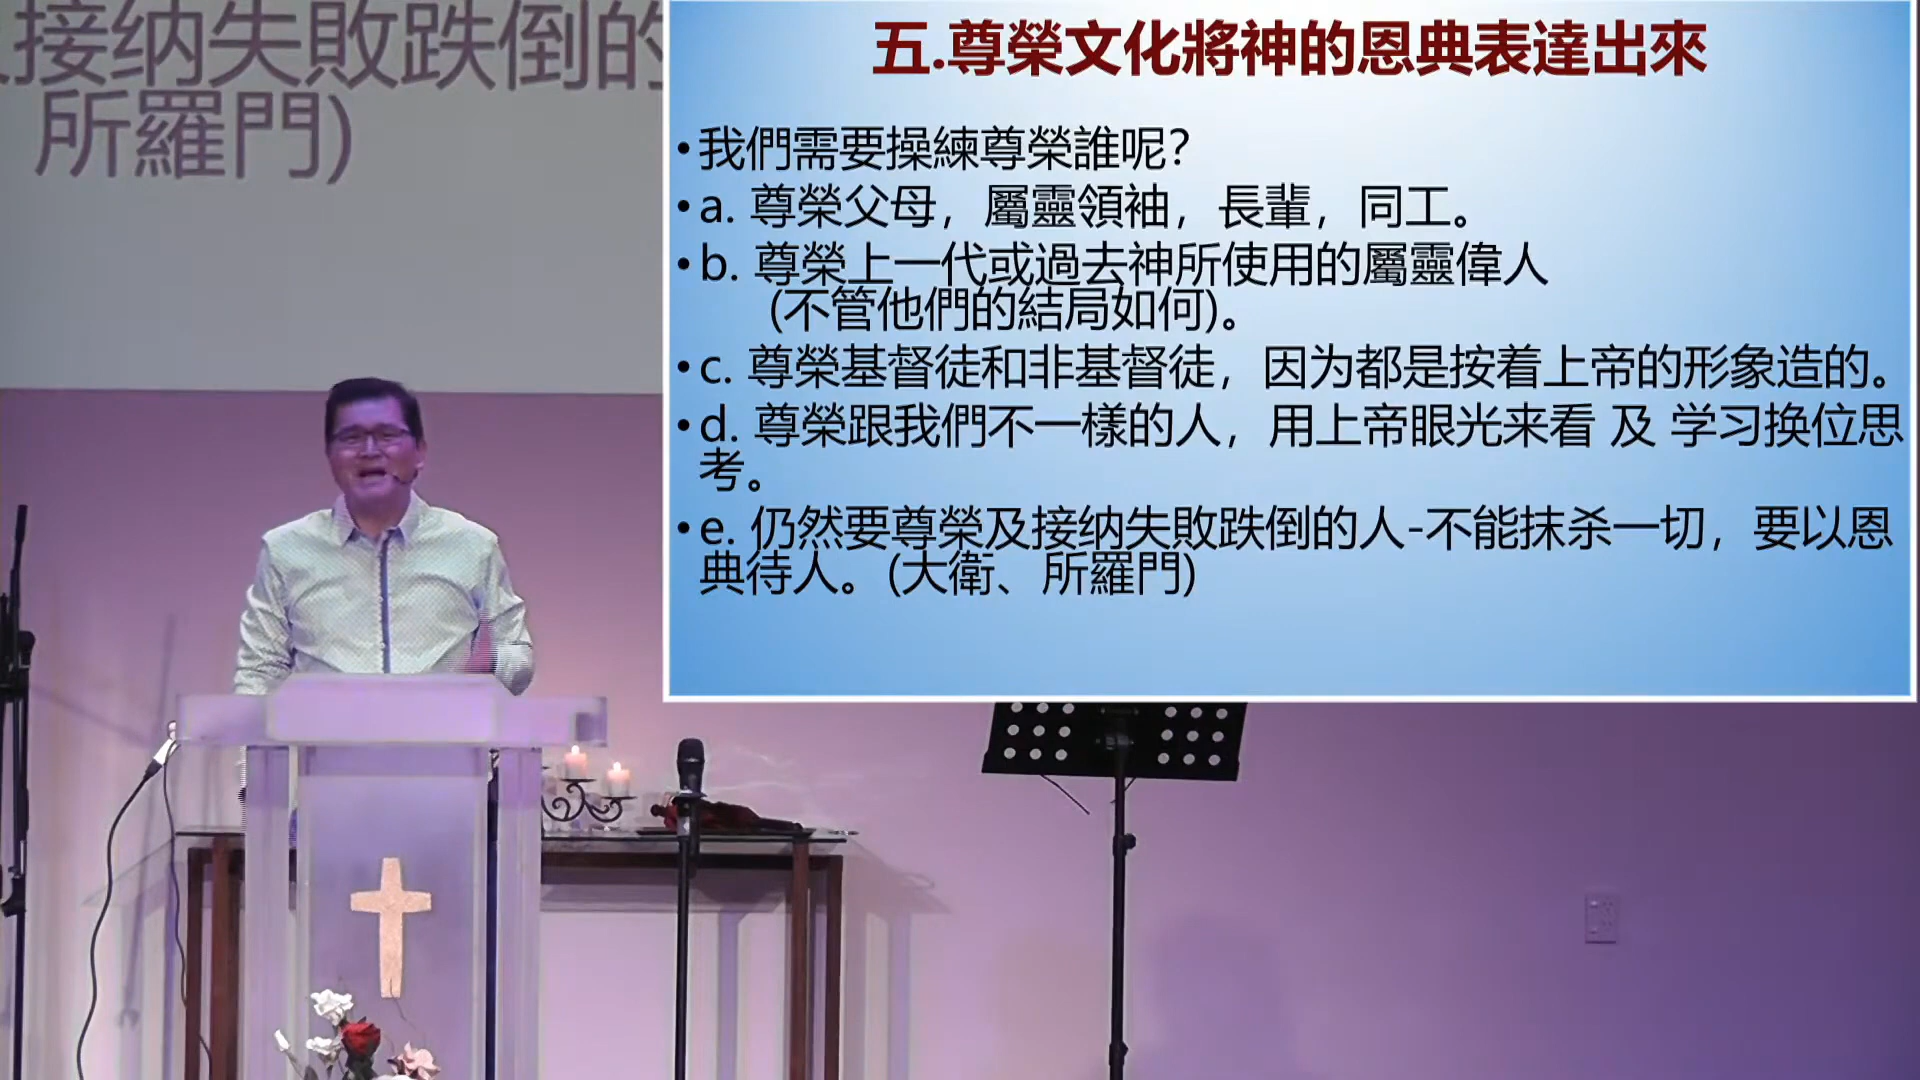 接纳失敗跌倒的
所羅門)
五.尊榮文化將神的恩典表達出來
•我們需要操練尊榮誰呢?
•a. 尊榮父母，屬靈領袖，長輩，同工。
•b. 尊榮上一代或過去神所使用的屬靈偉人
(不管他們的結局如何)。
•c. 尊榮基督徒和非基督徒，因为都是按着上帝的形象造的。
•d. 尊榮跟我們不一樣的人，用上帝眼光来看 及 学习换位思
考。
•e. 仍然要尊榮及接纳失敗跌倒的人-不能抹杀一切，要以恩
典待人。(大衛、所羅門)